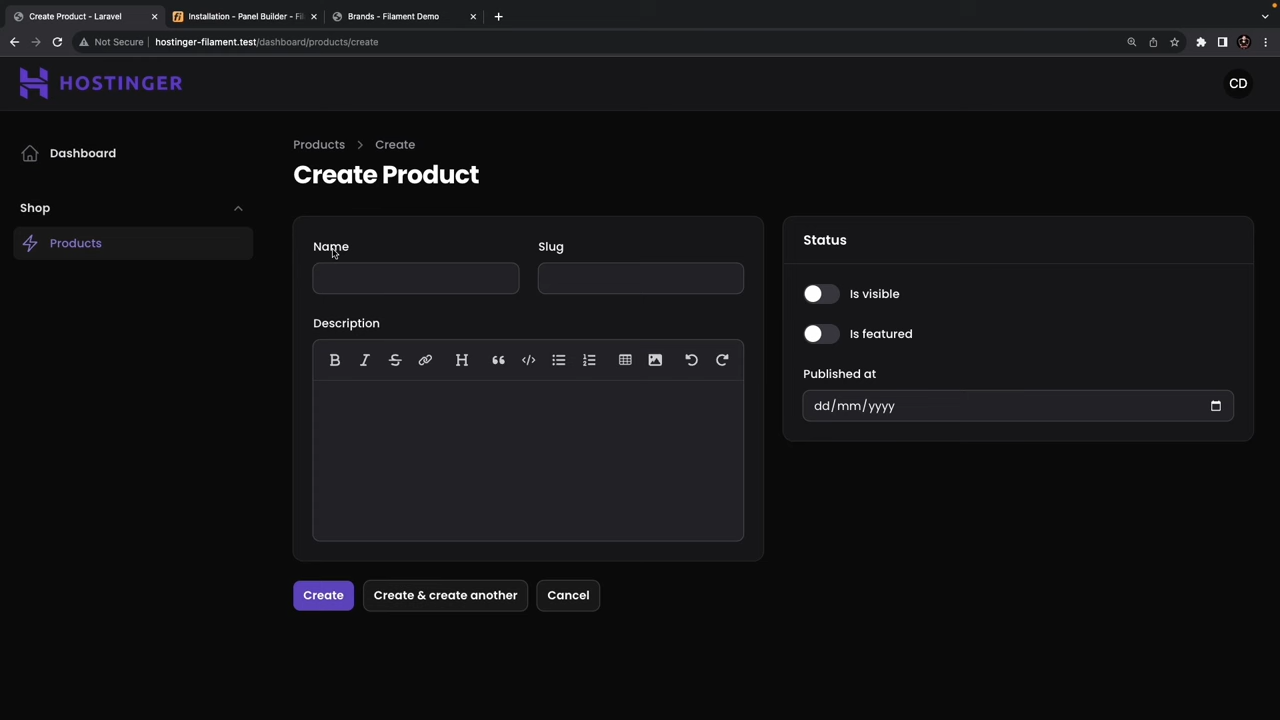 Create Product - Laravel
Installation - Panel Builder - Fil
Brands - Filament Demo
Not Secure
hostinger-filament.test/dashboard/products/create
HOSTINGER
CD
Dashboard
Shop
Products
Products > Create
Create Product
Name
Slug
Description
B I S H
Status
Is visible
Is featured
Published at
dd/mm/yyyy
Create
Create & create another
Cancel